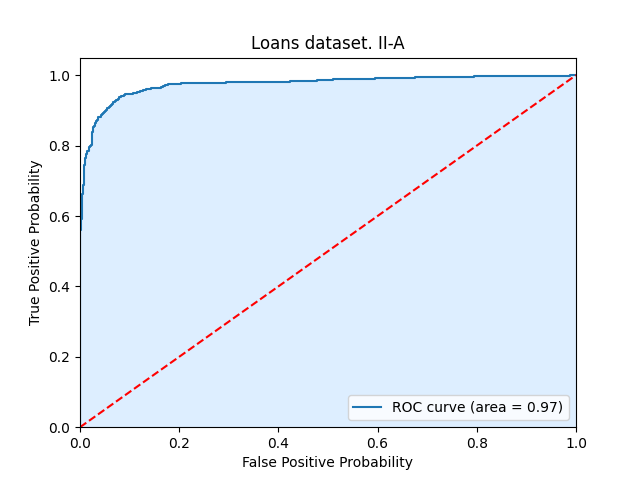 Loans dataset. II-A
True Positive Probability
1.0
0.8
0.6
0.4
0.2
0.0
ROC curve (area = 0.97)
0.0 0.2 0.4 0.6 0.8 1.0
False Positive Probability